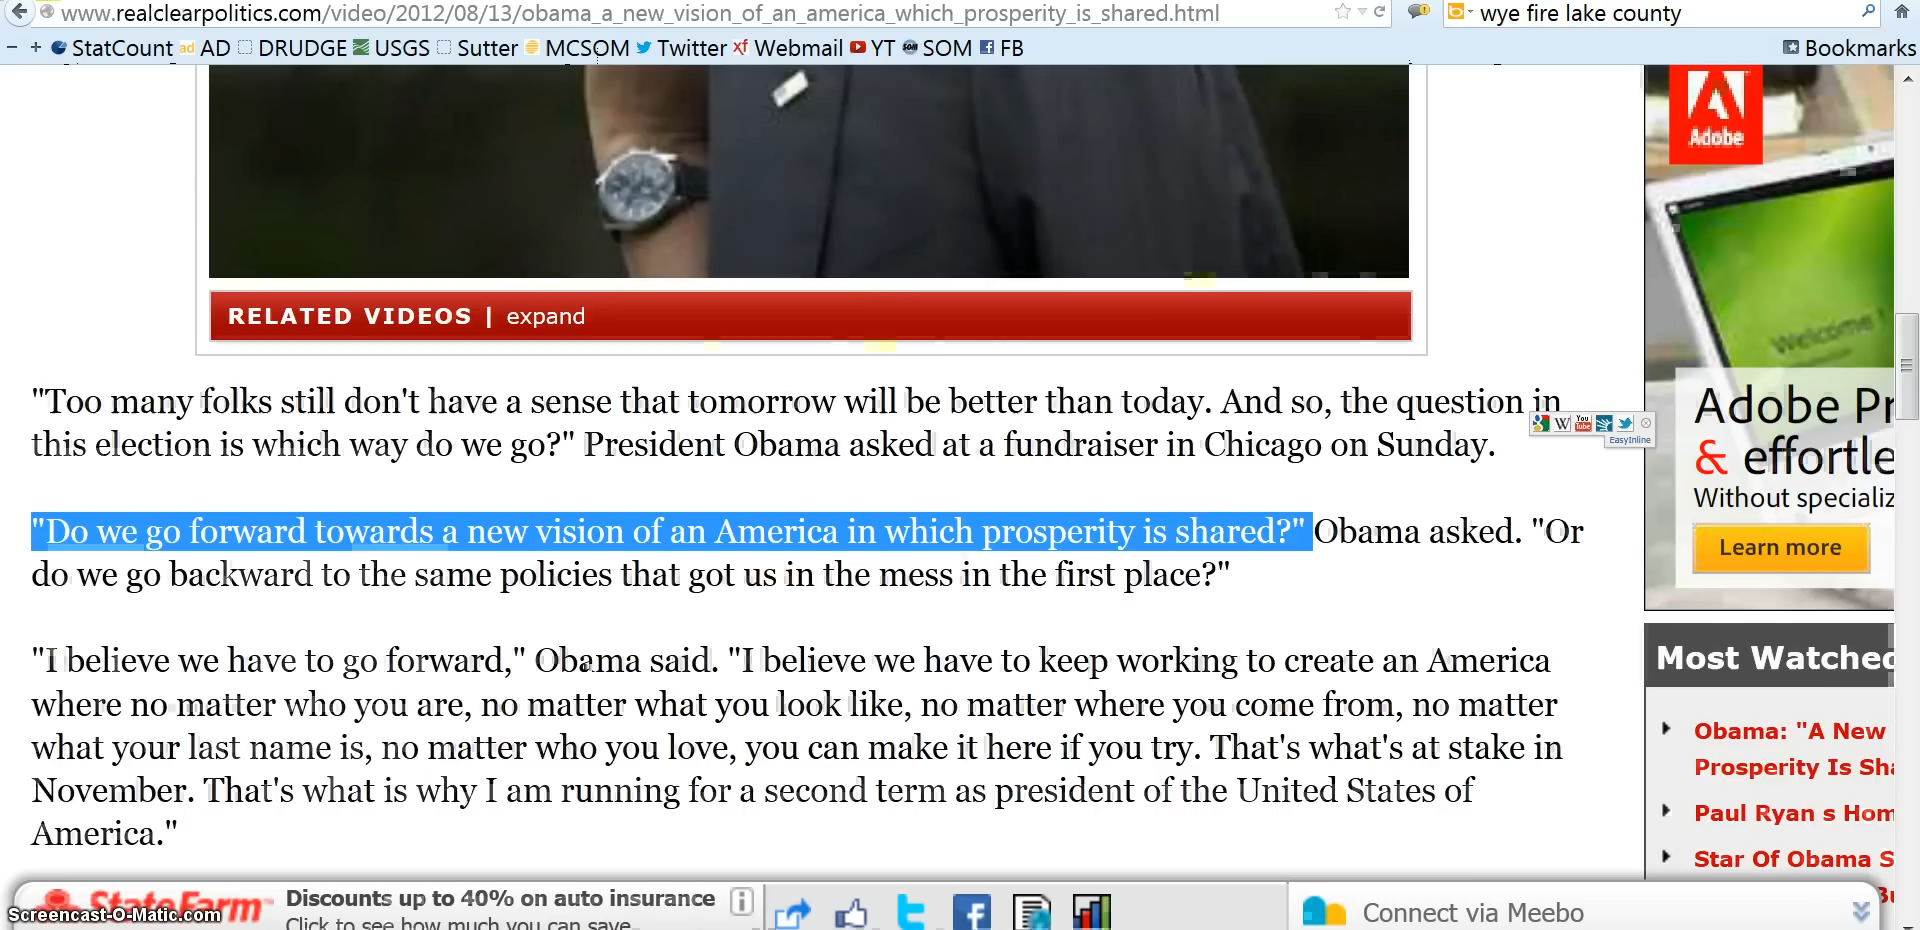 www.realclearpolitics.com/video/2012/08/13/obama_a_new_vision_of_an_america_which_prosperity_is_shared.html
wye fire lake county
StatCount AD DRUDGE USGS Sutter MCSOM Twitter Webmail YT SOM FB
Bookmarks
Adobe
Welcome
RELATED VIDEOS | expand
"Too many folks still don't have a sense that tomorrow will be better than today. And so, the question in
this election is which way do we go?" President Obama asked at a fundraiser in Chicago on Sunday.
W
You
Tube
EasyInline
"Do we go forward towards a new vision of an America in which prosperity is shared?" Obama asked. "Or
do we go backward to the same policies that got us in the mess in the first place?"
"I believe we have to go forward," Obama said. "I believe we have to keep working to create an America
where no matter who you are, no matter what you look like, no matter where you come from, no matter
what your last name is, no matter who you love, you can make it here if you try. That's what's at stake in
November. That's what is why I am running for a second term as president of the United States of
America."
Adobe Pr
& effortle
Without specializ
Learn more
Most Watched
Obama: "A New
Prosperity Is Sha
Paul Ryan s Hom
Star Of Obama S
StateFarm™
Discounts up to 40% on auto insurance
Click to see how much you can save
Connect via Meebo
Screencast-O-Matic.com